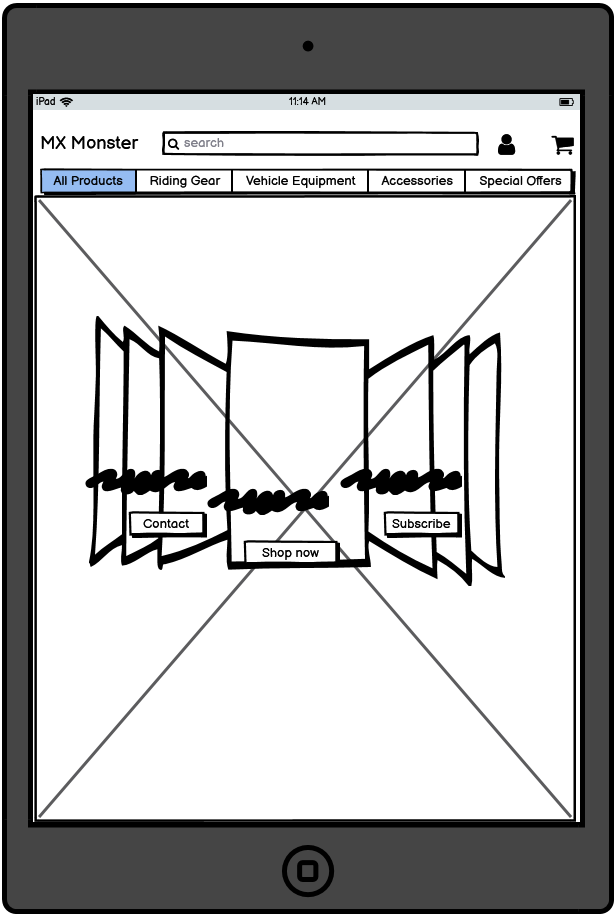 iPad 11:14 AM
MX Monster search
All Products Riding Gear Vehicle Equipment Accessories Special Offers
Contact Subscribe
Shop now